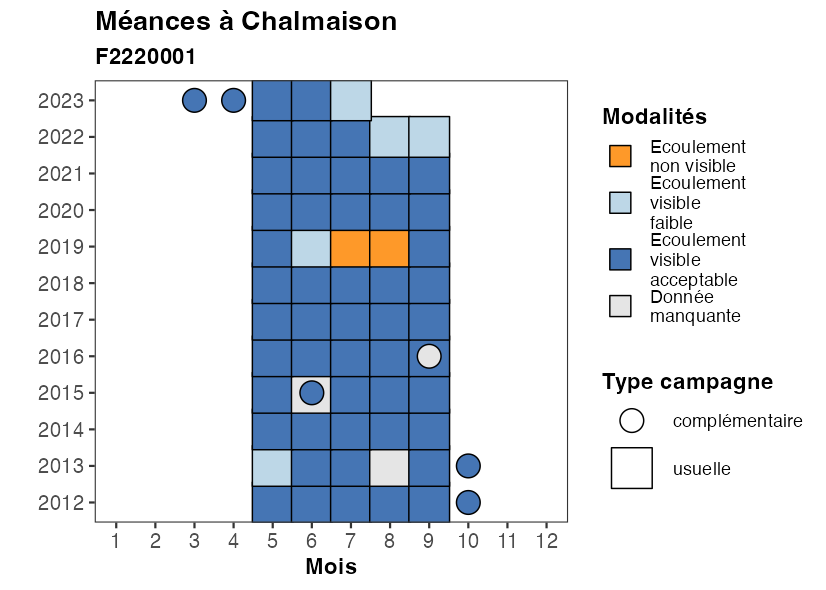 Méances à Chalmaison
F2220001
2023
2022
2021
2020
2019
2018
2017
2016
2015
2014
2013
2012
1 2 3 4 5 6 7 8 9 10 11 12
Mois
Modalités
Ecoulement
non visible
Ecoulement
visible
faible
Ecoulement
visible
acceptable
Donnée
manquante
Type campagne
complémentaire
usuelle